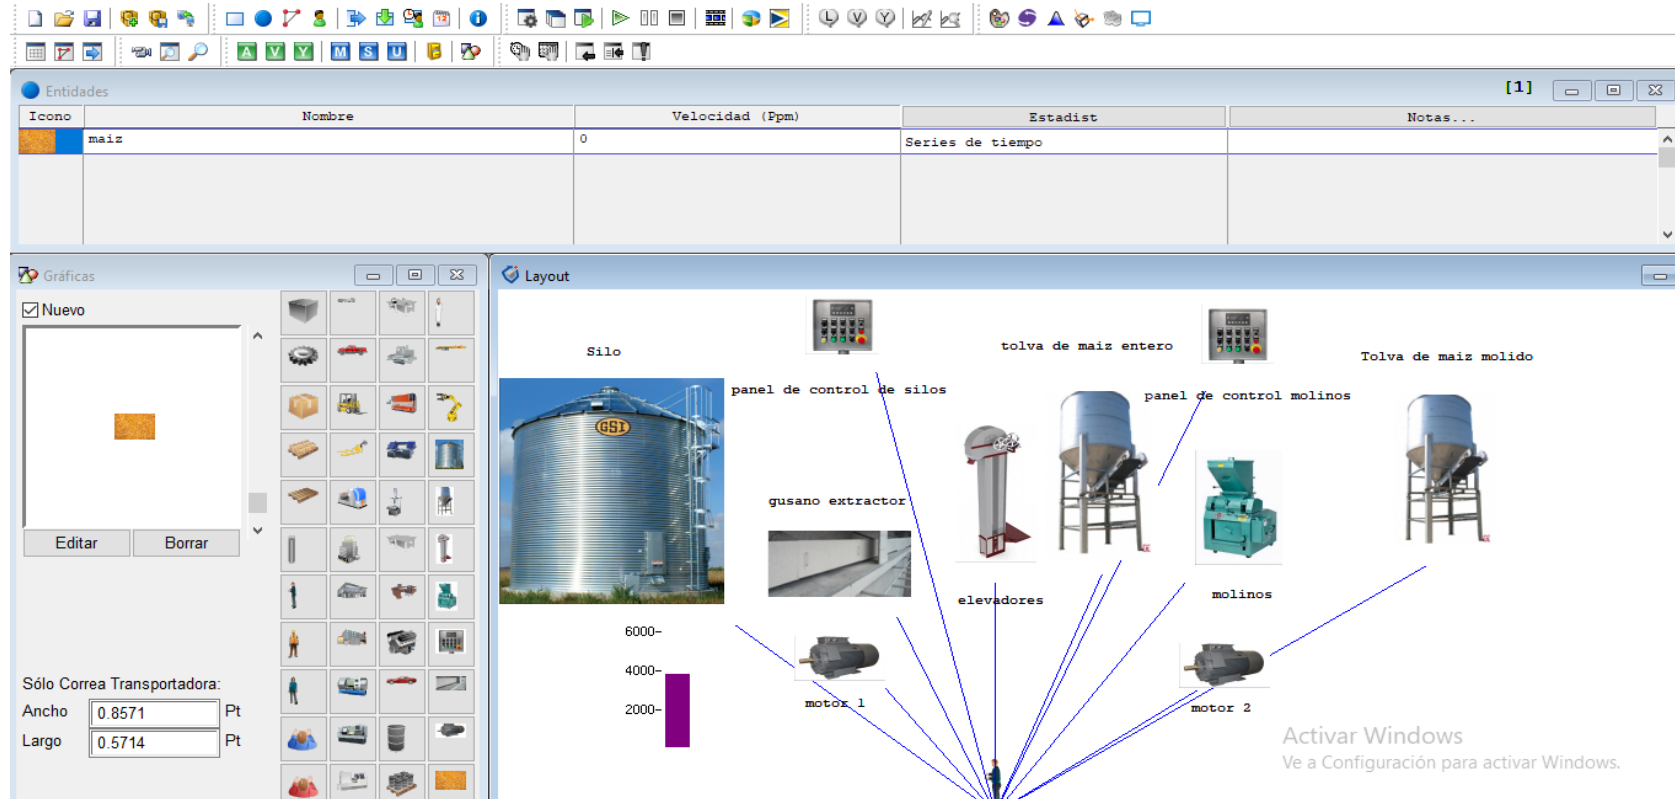 L V Y
A V Y M S U
Entidades [1]
Icono Nombre Velocidad (Ppm) Estadist Notas...
maiz 0 Series de tiempo
Gráficas
Nuevo
Editar Borrar
Sólo Correa Transportadora:
Ancho 0.8571 Pt
Largo 0.5714 Pt
Layout
Silo
panel de control de silos
tolva de maiz entero
panel de control molinos
Tolva de maiz molido
GSI
gusano extractor
elevadores
molinos
6000-
4000-
2000-
motor 1
motor 2
Activar Windows
Ve a Configuración para activar Windows.